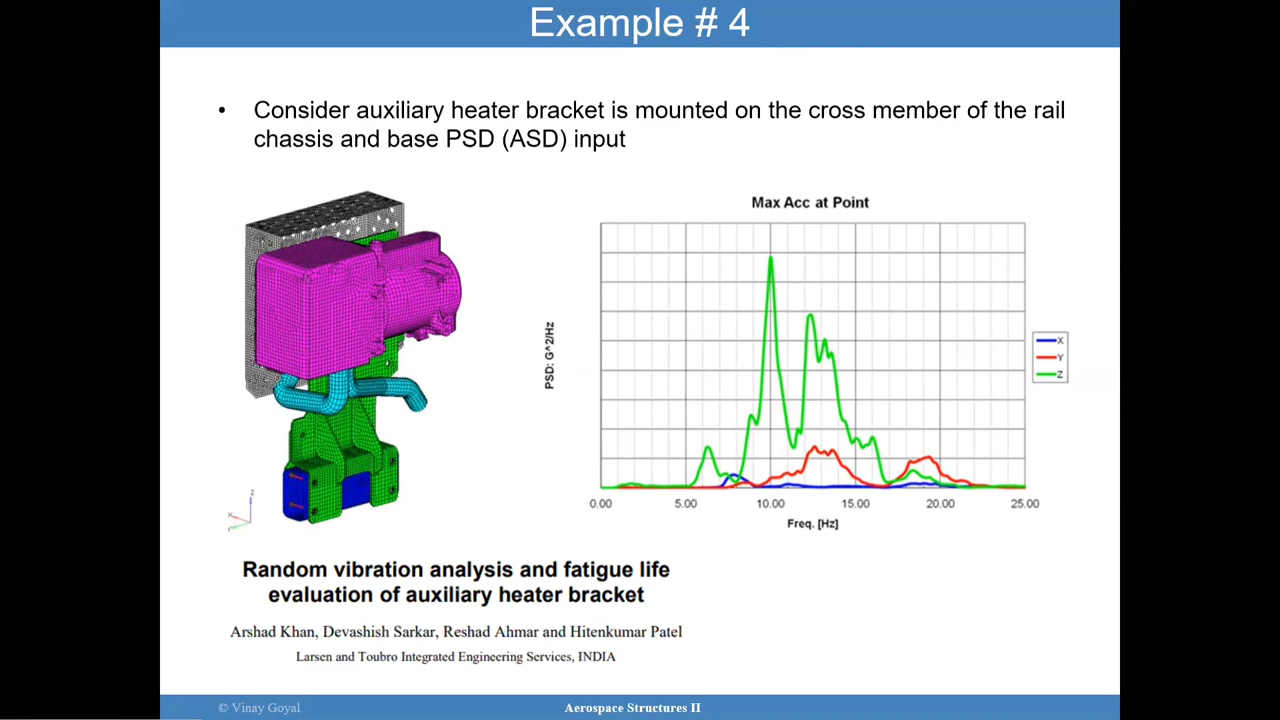 Example # 4
• Consider auxiliary heater bracket is mounted on the cross member of the rail
chassis and base PSD (ASD) input
Max Acc at Point
PSD: G^2/Hz
X
Y
Z
0.00 5.00 10.00 15.00 20.00 25.00
Freq. [Hz]
X
Z
Random vibration analysis and fatigue life
evaluation of auxiliary heater bracket
Arshad Khan, Devashish Sarkar, Reshad Ahmar and Hitenkumar Patel
Larsen and Toubro Integrated Engineering Services, INDIA
© Vinay Goyal Aerospace Structures II